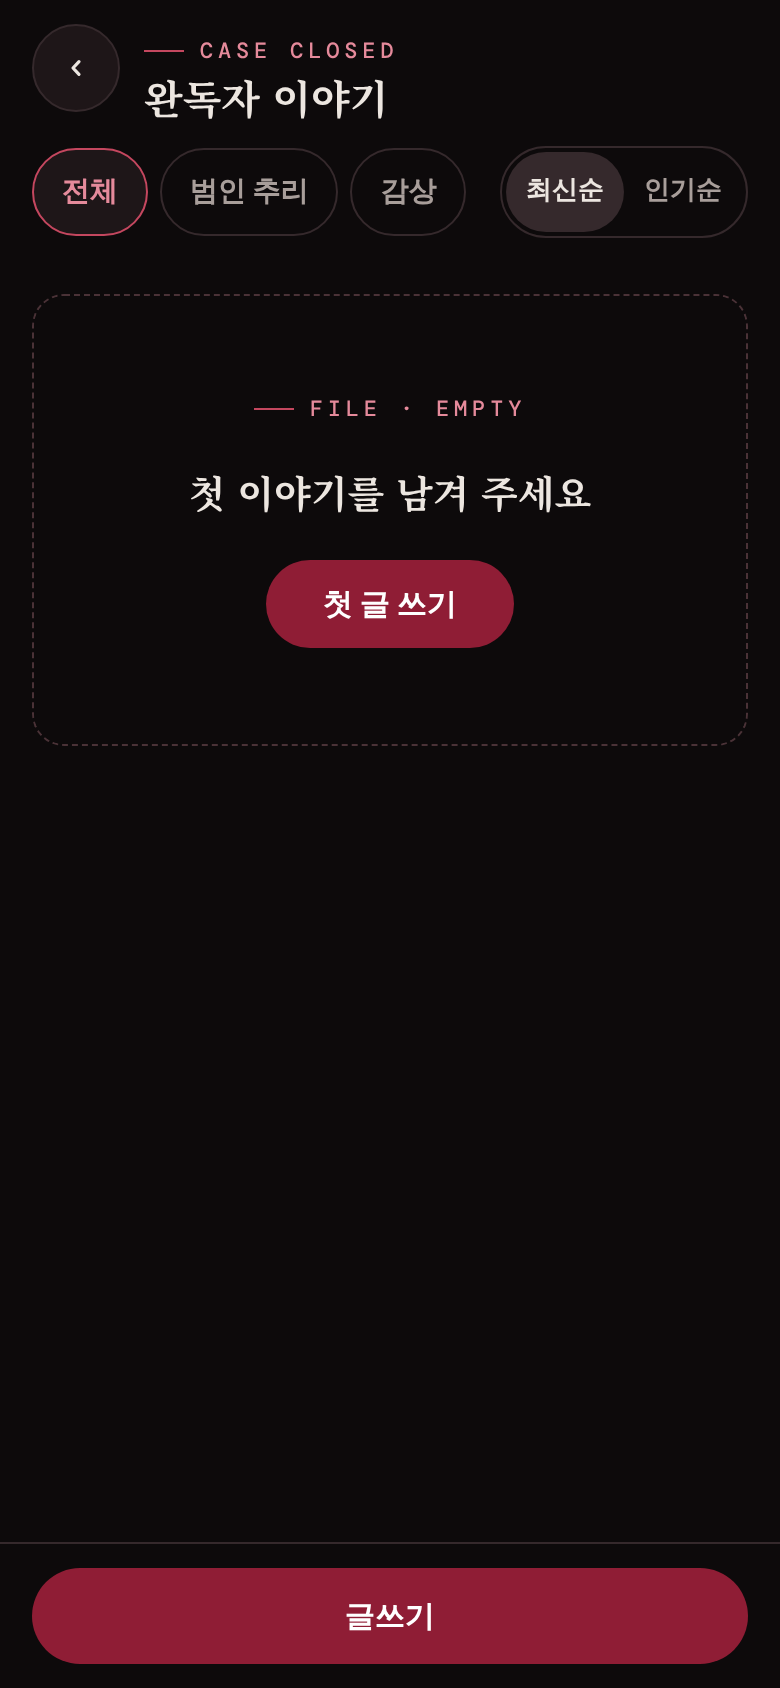 CASE CLOSED
완독자 이야기
전체 범인 추리 감상 최신순 인기순
FILE · EMPTY
첫 이야기를 남겨 주세요
첫 글 쓰기
글쓰기